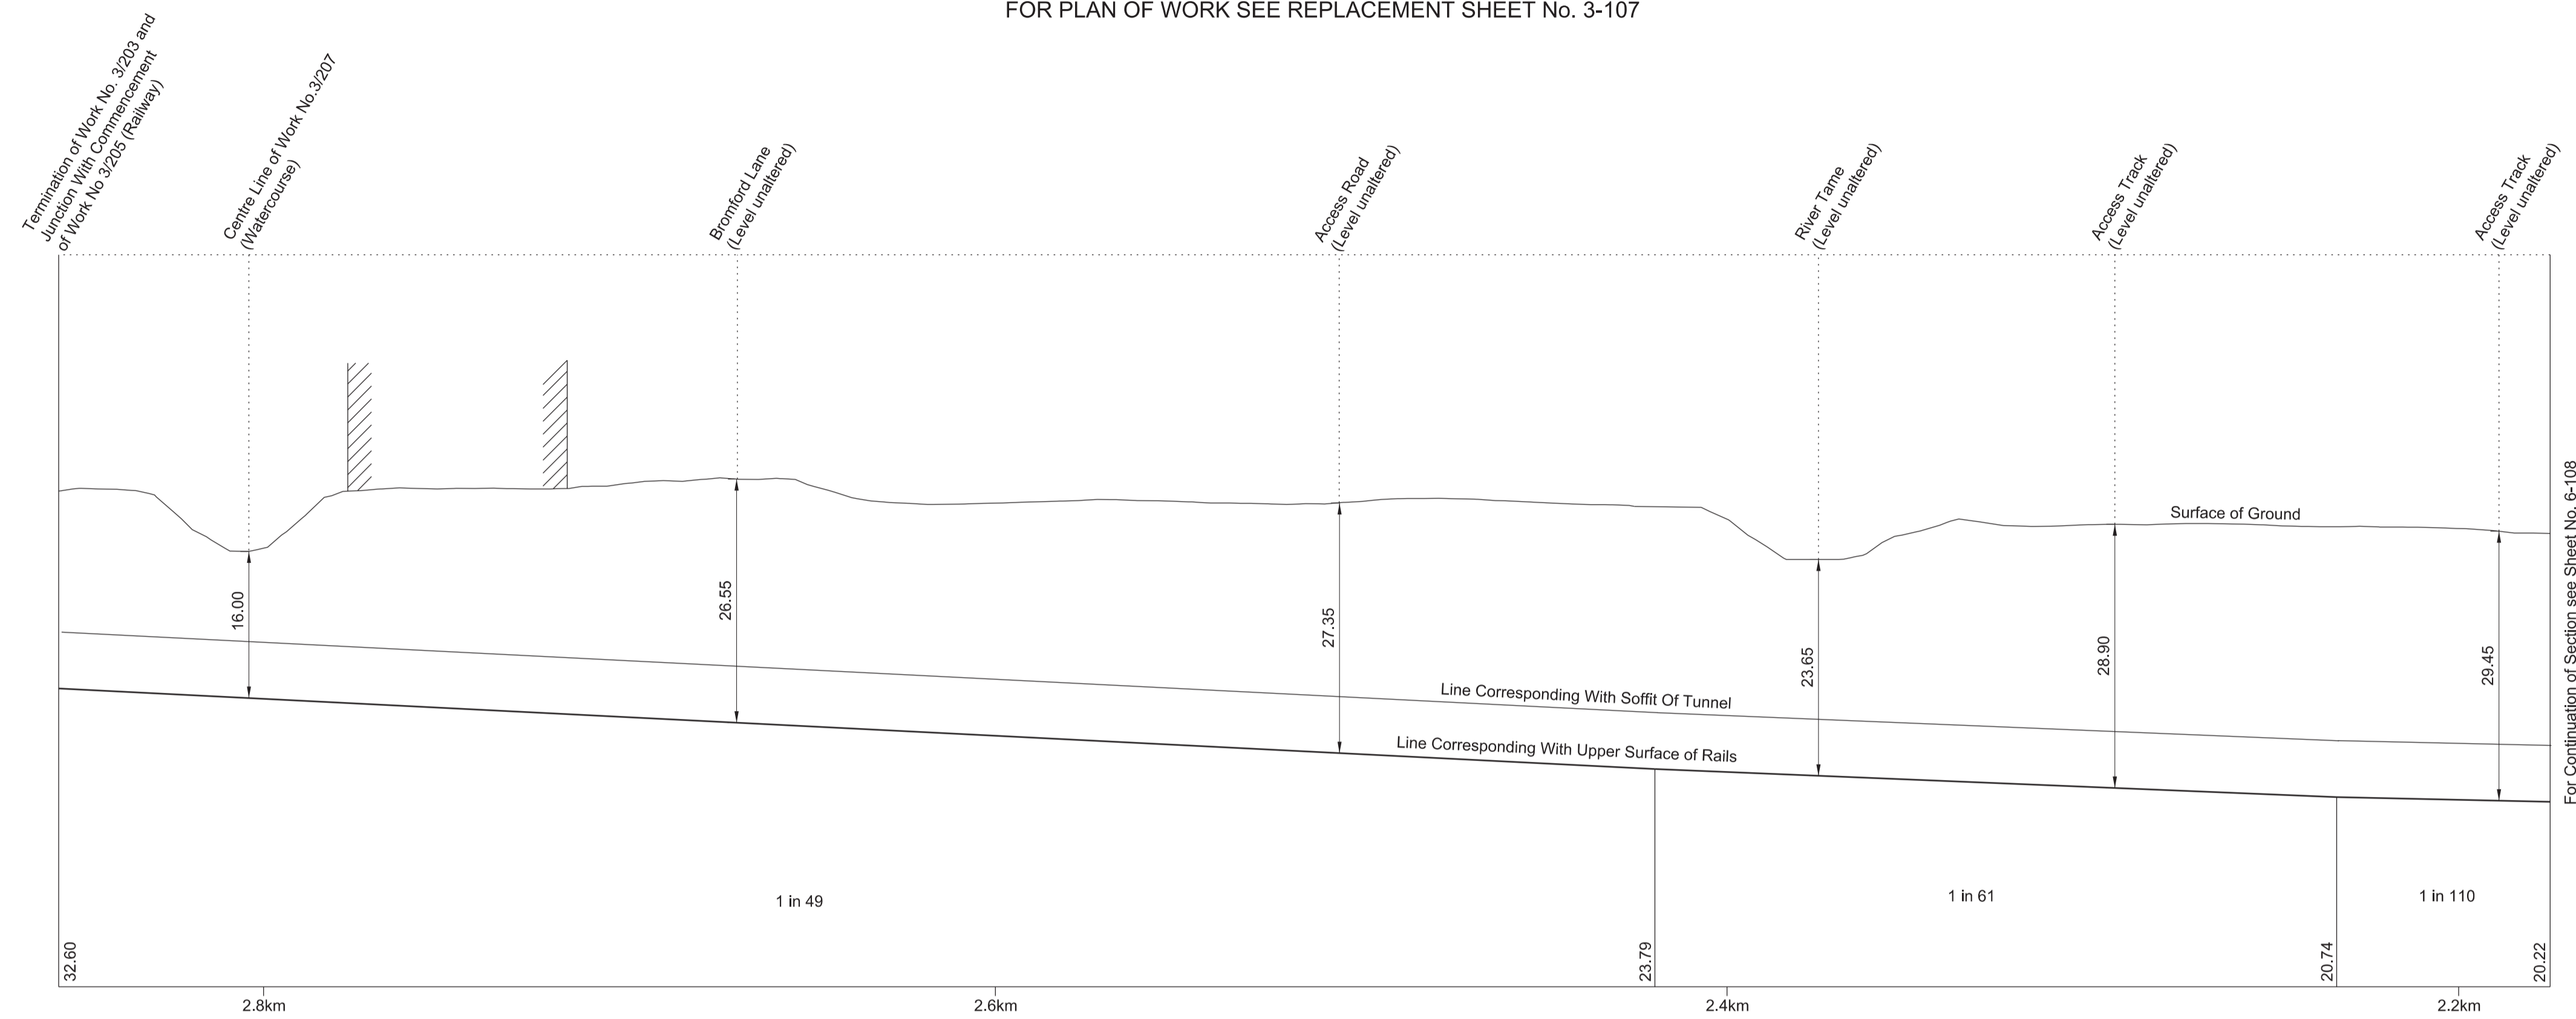 FOR PLAN OF WORK SEE REPLACEMENT SHEET No. 3-107
Termination of Work No. 3/203 and
Junction With Commencement
of Work No 3/205 (Railway)
Centre Line of Work No.3/207
(Watercourse)
Bromford Lane
(Level unaltered)
Access Road
(Level unaltered)
River Tame
(Level unaltered)
Access Track
(Level unaltered)
Access Track
(Level unaltered)
Surface of Ground
16.00
26.55
27.35
23.65
28.90
29.45
Line Corresponding With Soffit Of Tunnel
Line Corresponding With Upper Surface of Rails
For Continuation of Section see Sheet No. 6-108
1 in 49
1 in 61
1 in 110
32.60
23.79
20.74
20.22
2.8km
2.6km
2.4km
2.2km